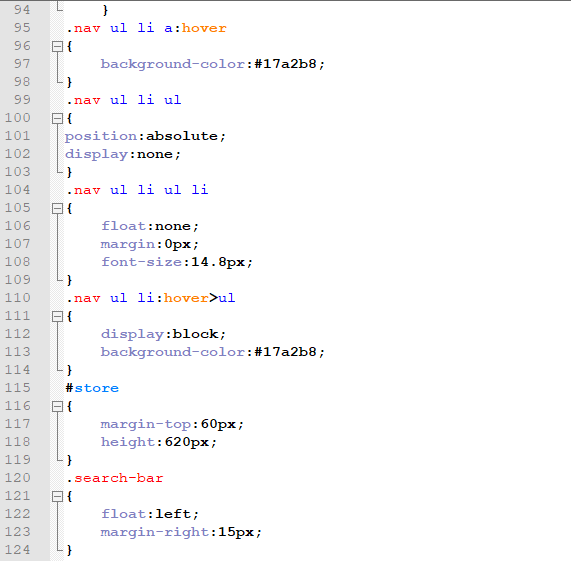 94 }
95 .nav ul li a:hover
96 {
97 background-color:#17a2b8;
98 }
99 .nav ul li ul
100 {
101 position:absolute;
102 display:none;
103 }
104 .nav ul li ul li
105 {
106 float:none;
107 margin:0px;
108 font-size:14.8px;
109 }
110 .nav ul li:hover>ul
111 {
112 display:block;
113 background-color:#17a2b8;
114 }
115 #store
116 {
117 margin-top:60px;
118 height:620px;
119 }
120 .search-bar
121 {
122 float:left;
123 margin-right:15px;
124 }